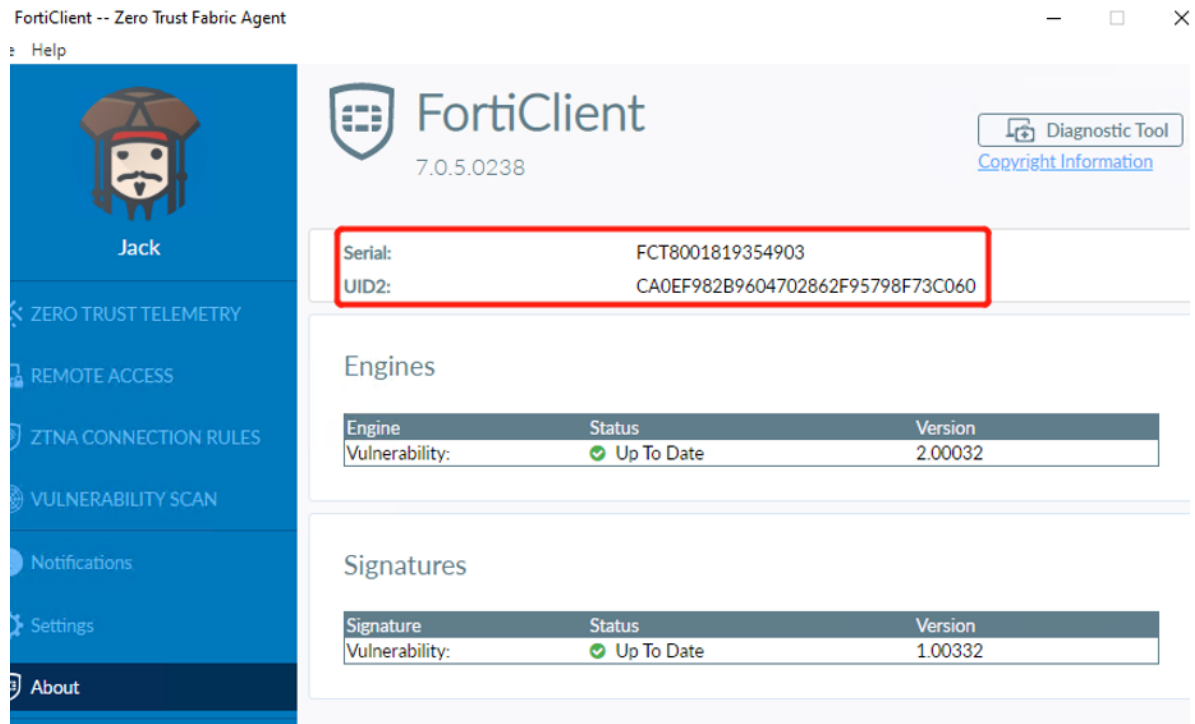 FortiClient -- Zero Trust Fabric Agent
Help
FortiClient
7.0.5.0238
Diagnostic Tool
Copyright Information
Jack
Serial: FCT8001819354903
UID2: CA0EF982B9604702862F95798F73C060
ZERO TRUST TELEMETRY
REMOTE ACCESS
ZTNA CONNECTION RULES
VULNERABILITY SCAN
Notifications
Settings
About
Engines
Engine Status Version
Vulnerability: Up To Date 2.00032
Signatures
Signature Status Version
Vulnerability: Up To Date 1.00332